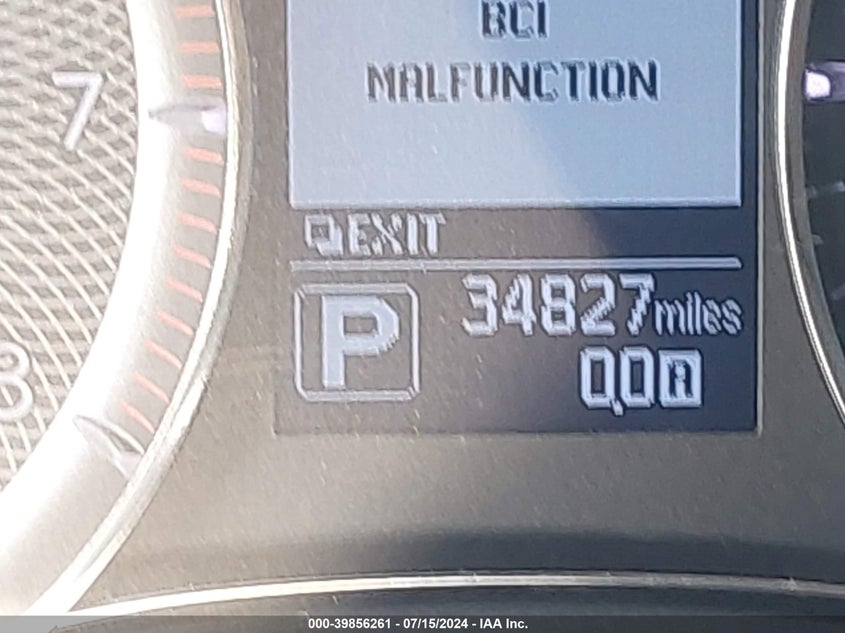 BCI
MALFUNCTION
7
EXIT
34827miles
P
0.0
8
000-39856261 - 07/15/2024 - IAA Inc.